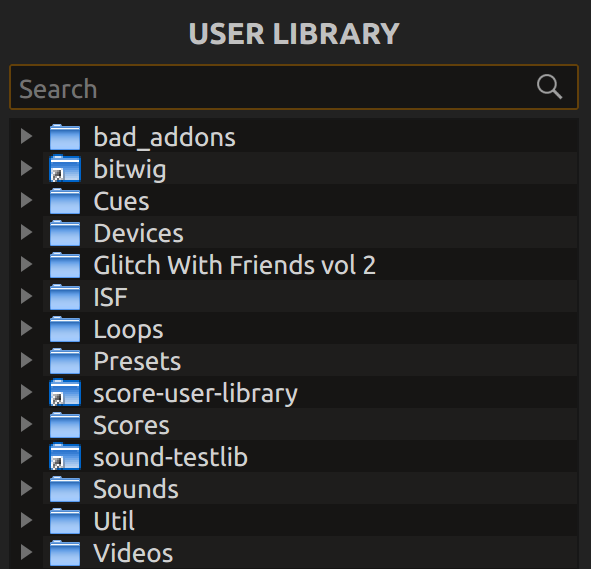 USER LIBRARY
Search
bad_addons
bitwig
Cues
Devices
Glitch With Friends vol 2
ISF
Loops
Presets
score-user-library
Scores
sound-testlib
Sounds
Util
Videos